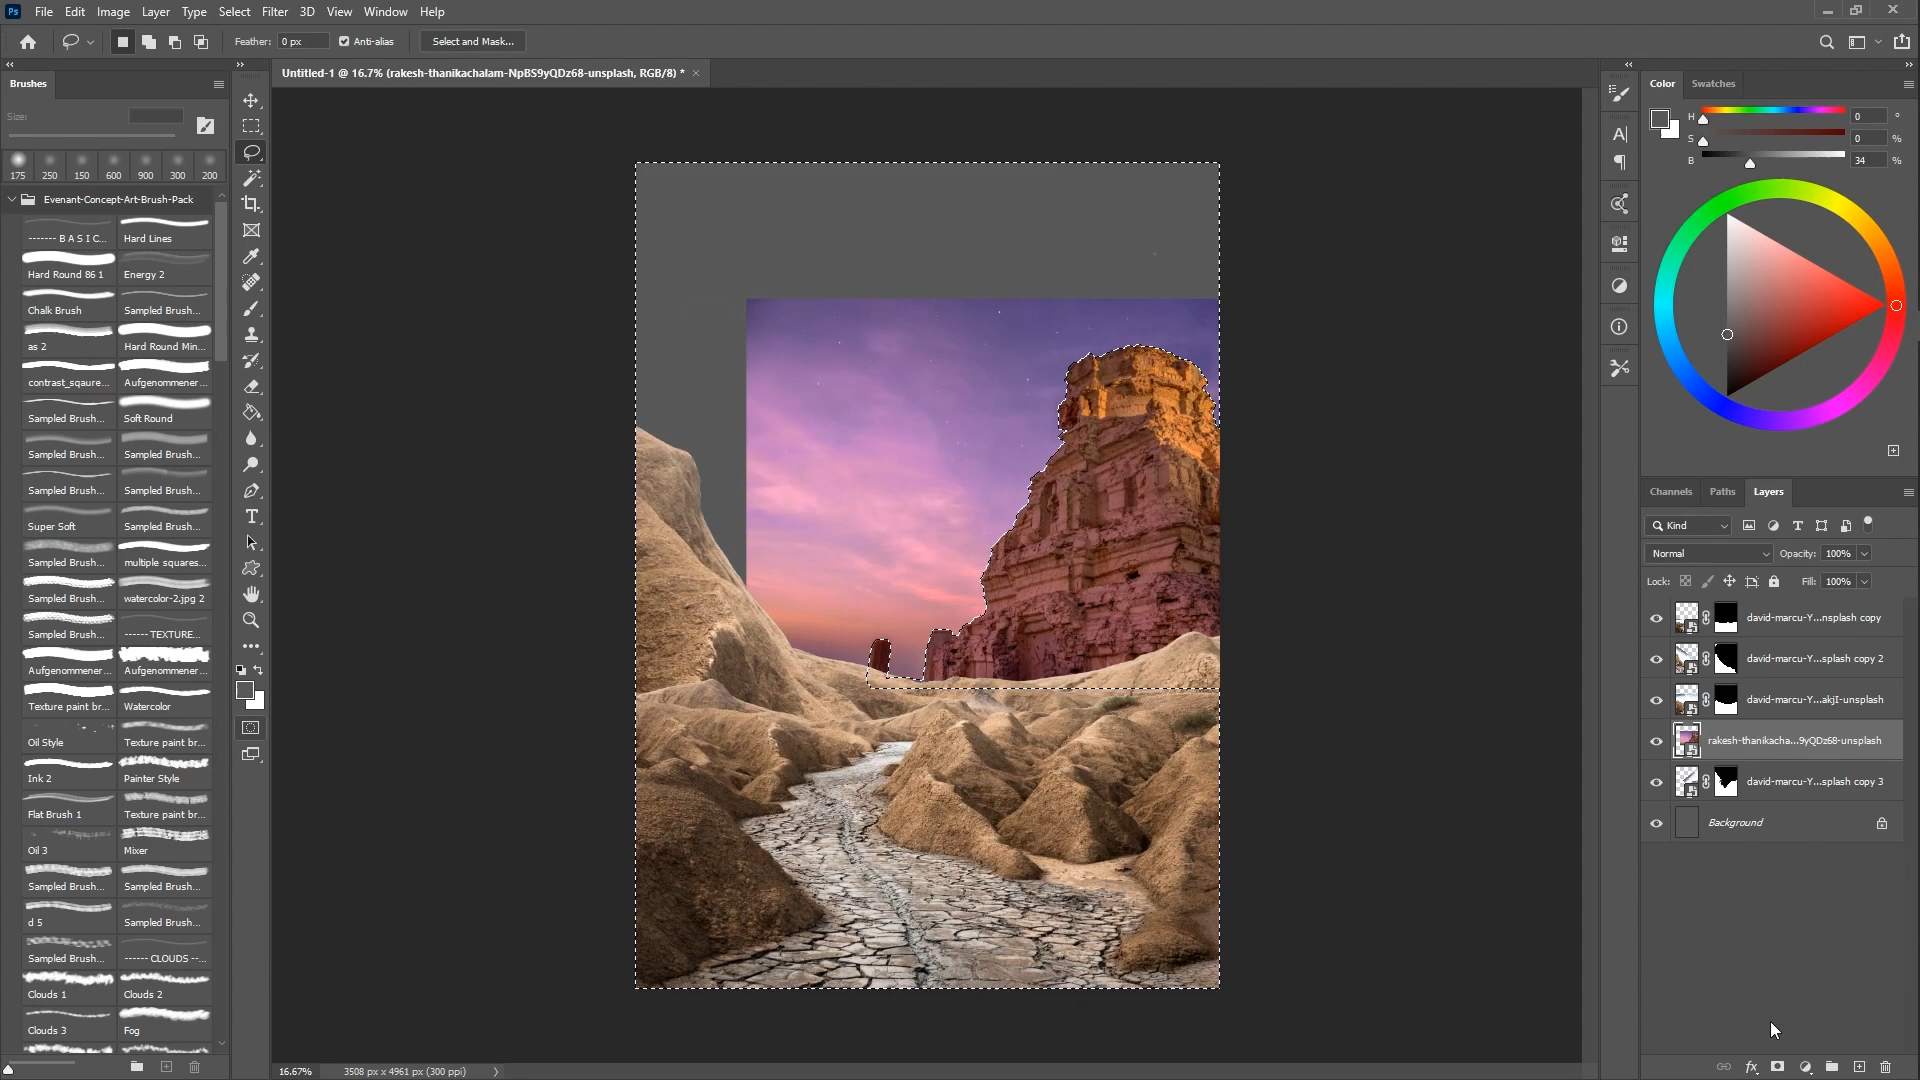 Ps File Edit Image Layer Type Select Filter 3D View Window Help
Feather: 0 px Anti-alias Select and Mask...
Brushes
Untitled-1 @ 16.7% (rakesh-thanikachalam-NpBS9yQDz68-unsplash, RGB/8) *
Color Swatches
Size:
H 0 °
S 0 %
B 34 %
175 250 150 600 900 300 200
Evenant-Concept-Art-Brush-Pack
------- B A S I C... Hard Lines
Hard Round 86 1 Energy 2
Chalk Brush Sampled Brush...
as 2 Hard Round Min...
contrast_sqaure... Aufgenommener...
Sampled Brush... Soft Round
Sampled Brush... Sampled Brush...
Sampled Brush... Sampled Brush...
Super Soft Sampled Brush...
Sampled Brush... multiple squares...
Sampled Brush... watercolor-2.jpg 2
Sampled Brush... ------ TEXTURE...
Aufgenommener... Aufgenommener...
Texture paint br... Watercolor
Oil Style Texture paint br...
Ink 2 Painter Style
Flat Brush 1 Texture paint br...
Oil 3 Mixer
Sampled Brush... Sampled Brush...
d 5 Sampled Brush...
Sampled Brush... ------ CLOUDS --...
Clouds 1 Clouds 2
Clouds 3 Fog
Channels Paths Layers
Kind
Normal Opacity: 100%
Lock: Fill: 100%
david-marcu-Y...nsplash copy
david-marcu-Y...splash copy 2
david-marcu-Y...akjI-unsplash
rakesh-thanikacha...9yQDz68-unsplash
david-marcu-Y...splash copy 3
Background
16.67% 3508 px x 4961 px (300 ppi)